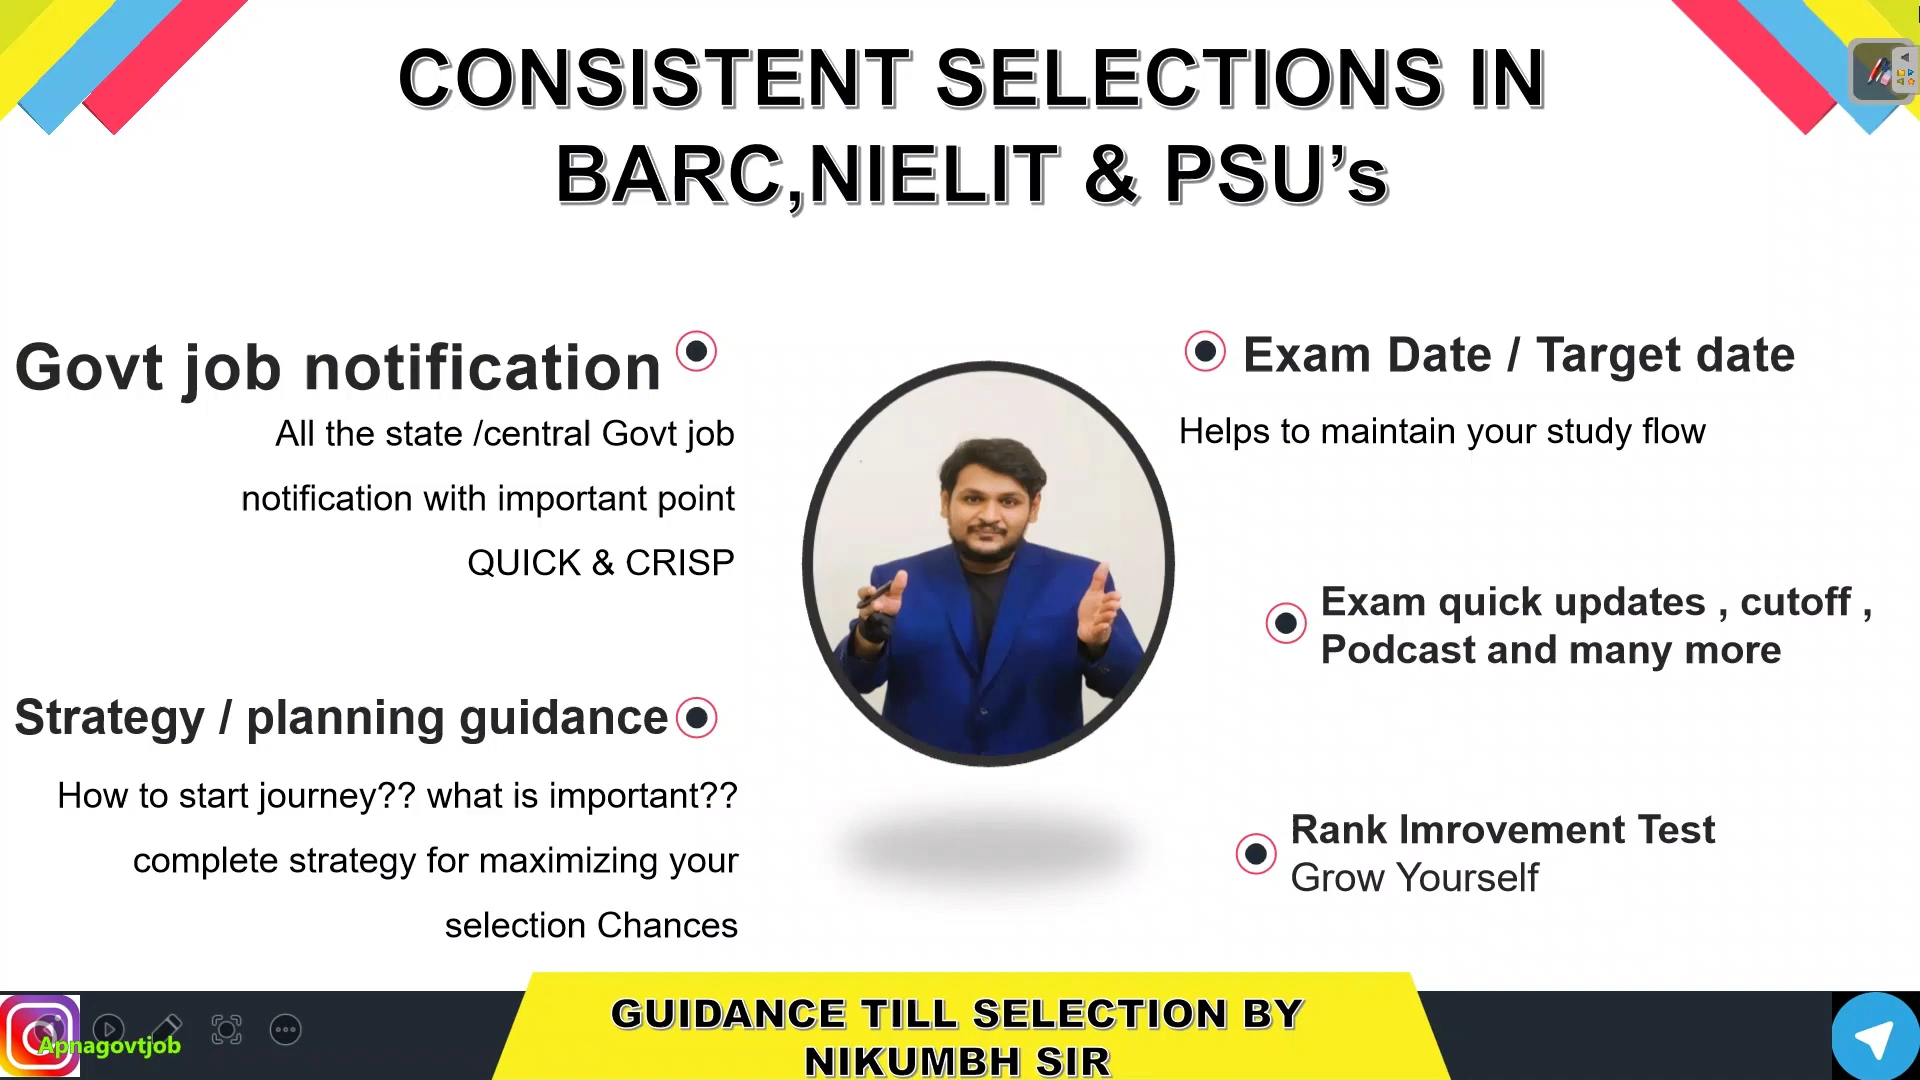 CONSISTENT SELECTIONS IN
BARC,NIELIT & PSU’s
Govt job notification
All the state /central Govt job
notification with important point
QUICK & CRISP
Strategy / planning guidance
How to start journey?? what is important??
complete strategy for maximizing your
selection Chances
Exam Date / Target date
Helps to maintain your study flow
Exam quick updates , cutoff ,
Podcast and many more
Rank Imrovement Test
Grow Yourself
Apnagovtjob
GUIDANCE TILL SELECTION BY
NIKUMBH SIR